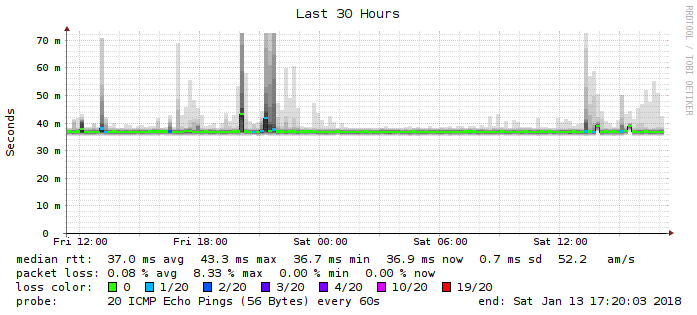 Last 30 Hours
RRDTOOL / TOBI OETIKER
Seconds
70 m
60 m
50 m
40 m
30 m
20 m
10 m
0
Fri 12:00 Fri 18:00 Sat 00:00 Sat 06:00 Sat 12:00
median rtt: 37.0 ms avg 43.3 ms max 36.7 ms min 36.9 ms now 0.7 ms sd 52.2 am/s
packet loss: 0.08 % avg 8.33 % max 0.00 % min 0.00 % now
loss color: 0 1/20 2/20 3/20 4/20 10/20 19/20
probe: 20 ICMP Echo Pings (56 Bytes) every 60s end: Sat Jan 13 17:20:03 2018